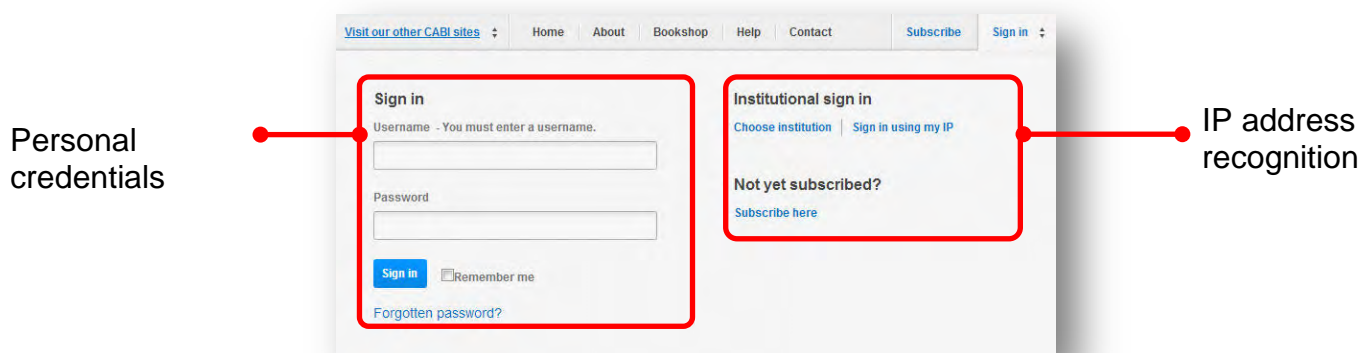 Visit our other CABI sites Home About Bookshop Help Contact Subscribe Sign in
Personal
credentials
Sign in
Username - You must enter a username.
Password
Sign in Remember me
Forgotten password?
Institutional sign in
Choose institution Sign in using my IP
Not yet subscribed?
Subscribe here
IP address
recognition